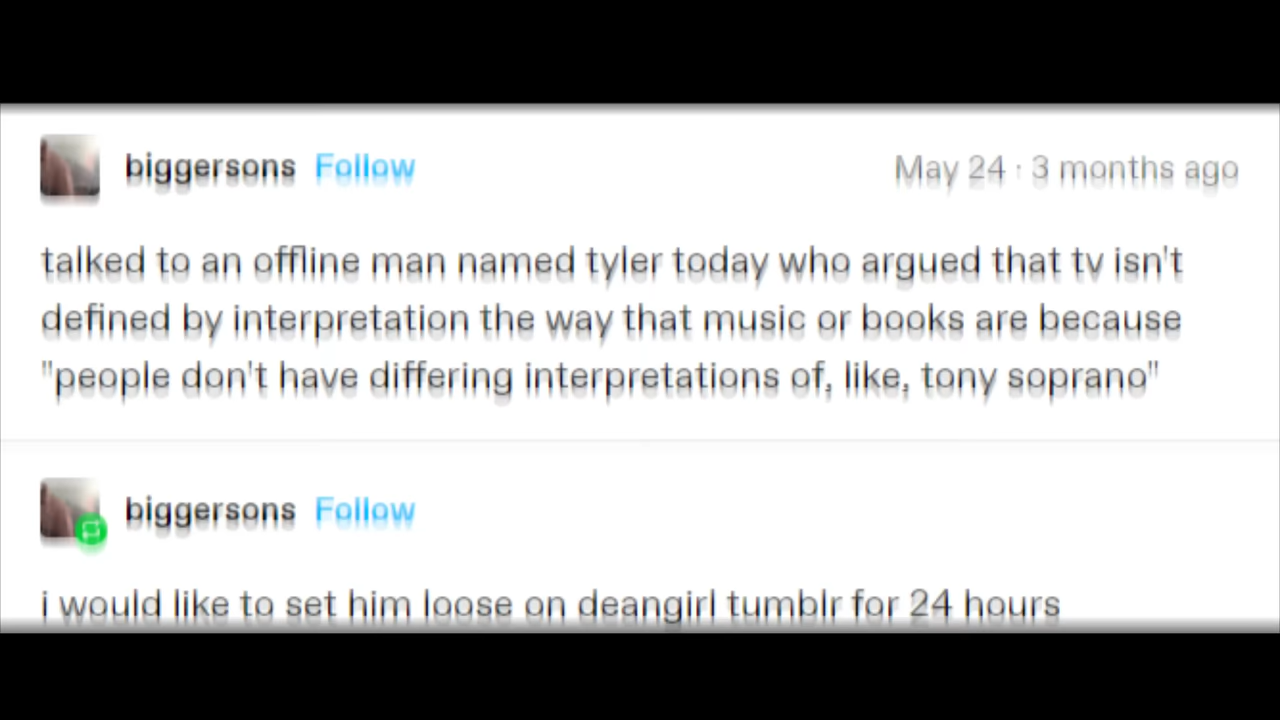 biggersons Follow May 24 · 3 months ago
talked to an offline man named tyler today who argued that tv isn't
defined by interpretation the way that music or books are because
"people don't have differing interpretations of, like, tony soprano"
biggersons Follow
i would like to set him loose on deangirl tumblr for 24 hours